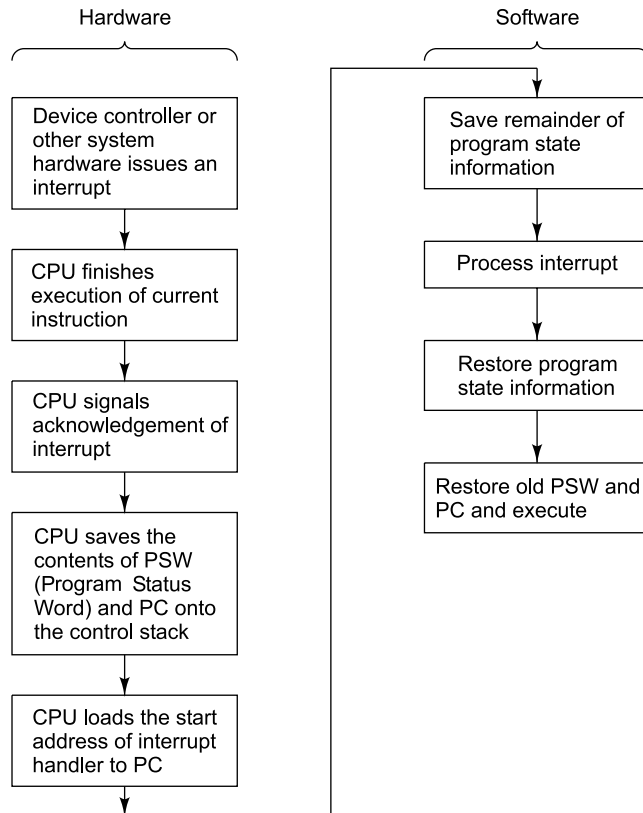 Hardware
Device controller or
other system
hardware issues an
interrupt
CPU finishes
execution of current
instruction
CPU signals
acknowledgement of
interrupt
CPU saves the
contents of PSW
(Program Status
Word) and PC onto
the control stack
CPU loads the start
address of interrupt
handler to PC
Software
Save remainder of
program state
information
Process interrupt
Restore program
state information
Restore old PSW and
PC and execute